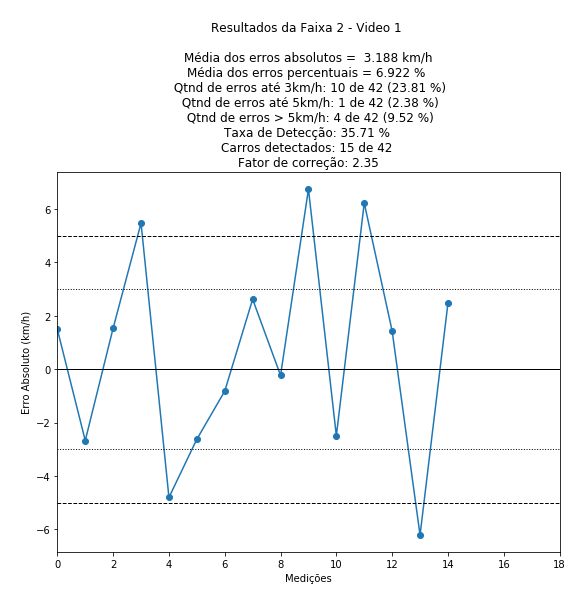 Resultados da Faixa 2 - Video 1
Média dos erros absolutos =  3.188 km/h
Média dos erros percentuais = 6.922 %
Qtnd de erros até 3km/h: 10 de 42 (23.81 %)
Qtnd de erros até 5km/h: 1 de 42 (2.38 %)
Qtnd de erros > 5km/h: 4 de 42 (9.52 %)
Taxa de Detecção: 35.71 %
Carros detectados: 15 de 42
Fator de correção: 2.35
6
4
2
0
−2
−4
−6
Erro Absoluto (km/h)
0 2 4 6 8 10 12 14 16 18
Medições